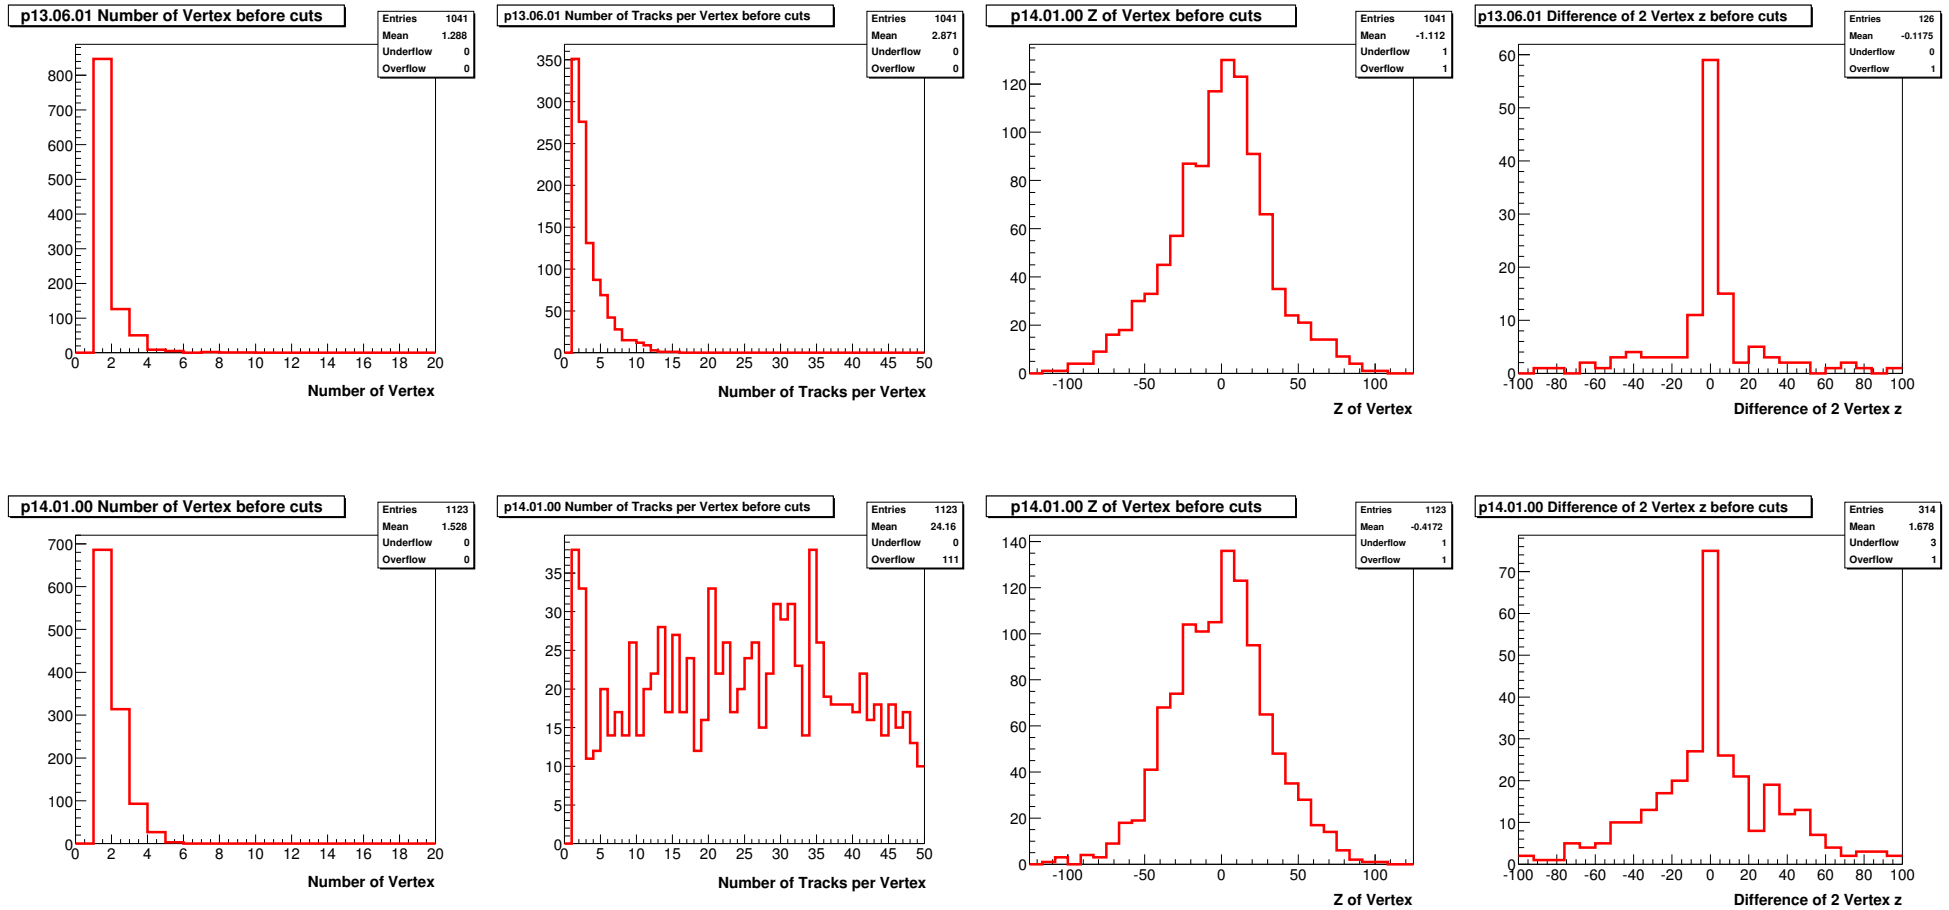 p13.06.01 Number of Vertex before cuts
Entries 1041
Mean 1.288
Underflow 0
Overflow 0
800
700
600
500
400
300
200
100
0
0 2 4 6 8 10 12 14 16 18 20
Number of Vertex
p13.06.01 Number of Tracks per Vertex before cuts
Entries 1041
Mean 2.871
Underflow 0
Overflow 0
350
300
250
200
150
100
50
0
0 5 10 15 20 25 30 35 40 45 50
Number of Tracks per Vertex
p14.01.00 Z of Vertex before cuts
Entries 1041
Mean -1.112
Underflow 1
Overflow 1
120
100
80
60
40
20
0
-100 -50 0 50 100
Z of Vertex
p13.06.01 Difference of 2 Vertex z before cuts
Entries 126
Mean -0.1175
Underflow 0
Overflow 1
60
50
40
30
20
10
0
-100 -80 -60 -40 -20 0 20 40 60 80 100
Difference of 2 Vertex z
p14.01.00 Number of Vertex before cuts
Entries 1123
Mean 1.528
Underflow 0
Overflow 0
700
600
500
400
300
200
100
0
0 2 4 6 8 10 12 14 16 18 20
Number of Vertex
p14.01.00 Number of Tracks per Vertex before cuts
Entries 1123
Mean 24.16
Underflow 0
Overflow 111
35
30
25
20
15
10
5
0
0 5 10 15 20 25 30 35 40 45 50
Number of Tracks per Vertex
p14.01.00 Z of Vertex before cuts
Entries 1123
Mean -0.4172
Underflow 1
Overflow 1
140
120
100
80
60
40
20
0
-100 -50 0 50 100
Z of Vertex
p14.01.00 Difference of 2 Vertex z before cuts
Entries 314
Mean 1.678
Underflow 3
Overflow 1
70
60
50
40
30
20
10
0
-100 -80 -60 -40 -20 0 20 40 60 80 100
Difference of 2 Vertex z